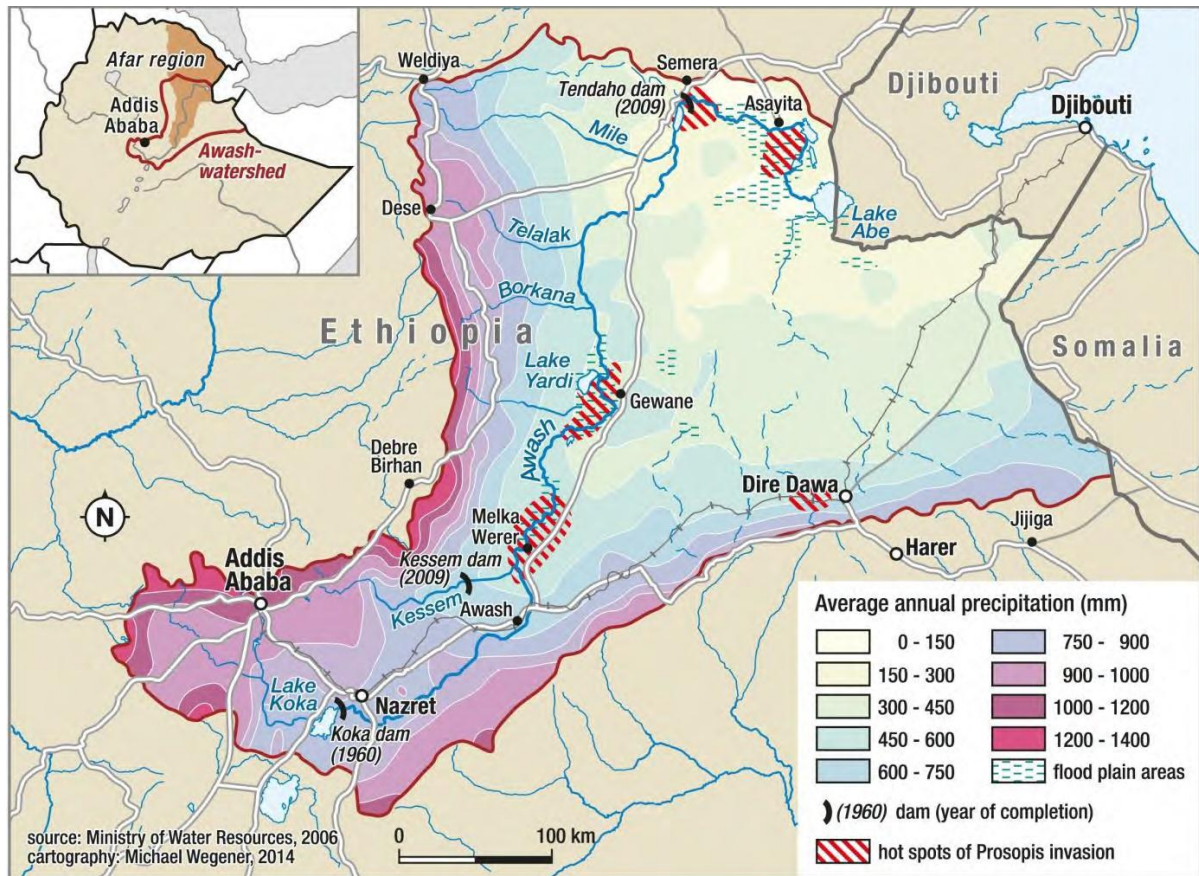 Afar region
Addis
Ababa
Awash-
watershed
Weldiya
Semera
Tendaho dam
(2009)
Asayita
Mile
Djibouti
Djibouti
Dese
Telalak
Lake
Abe
Borkana
Ethiopia
Somalia
Lake
Yardi
Gewane
Awash
Debre
Birhan
N
Dire Dawa
Melka
Werer
Jijiga
Harer
Addis
Ababa
Kessem dam
(2009)
Kessem
Awash
Lake
Koka
Nazret
Koka dam
(1960)
Average annual precipitation (mm)
0 - 150
150 - 300
300 - 450
450 - 600
600 - 750
750 - 900
900 - 1000
1000 - 1200
1200 - 1400
flood plain areas
(1960) dam (year of completion)
hot spots of Prosopis invasion
source: Ministry of Water Resources, 2006
cartography: Michael Wegener, 2014
0 100 km